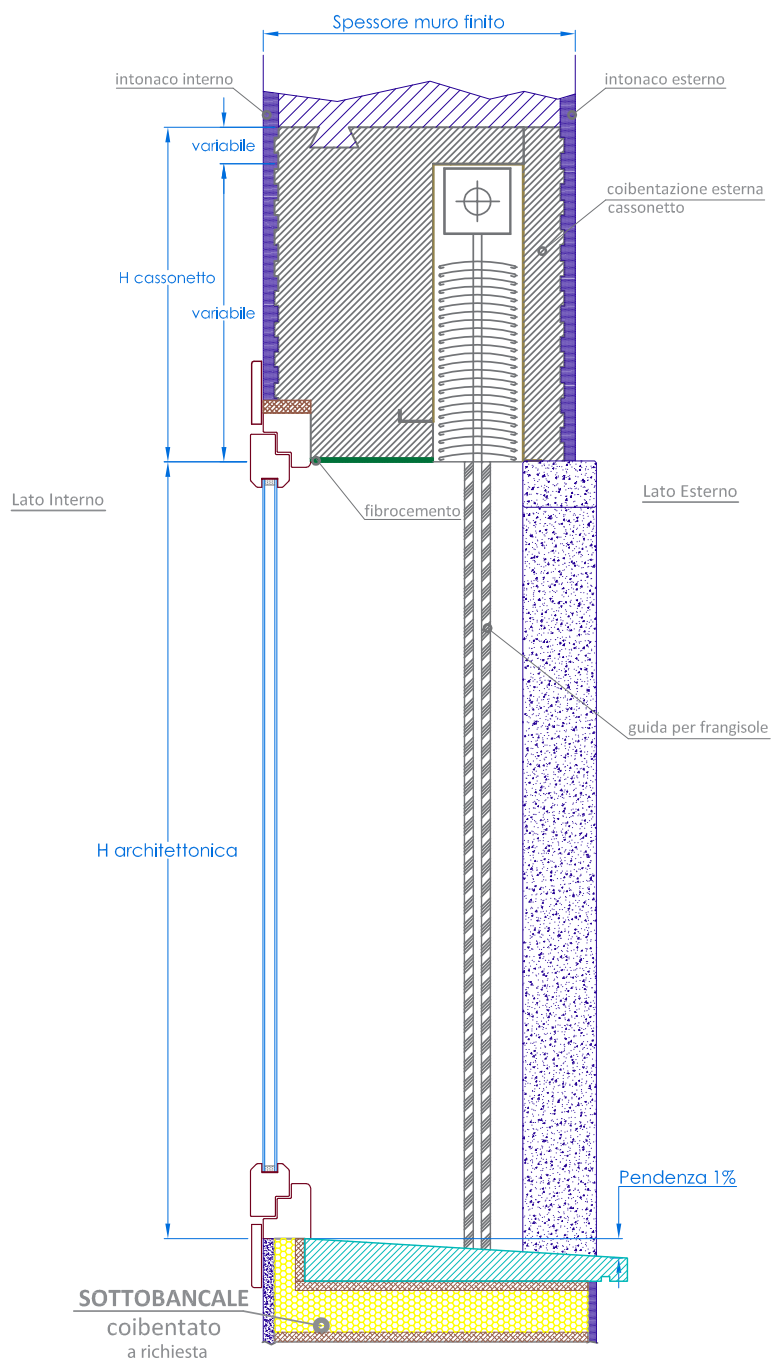 Spessore muro finito
intonaco interno
intonaco esterno
variabile
coibentazione esterna
cassonetto
H cassonetto
variabile
Lato Interno
Lato Esterno
fibrocemento
guida per frangisole
H architettonica
Pendenza 1%
SOTTOBANCALE
coibentato
a richiesta